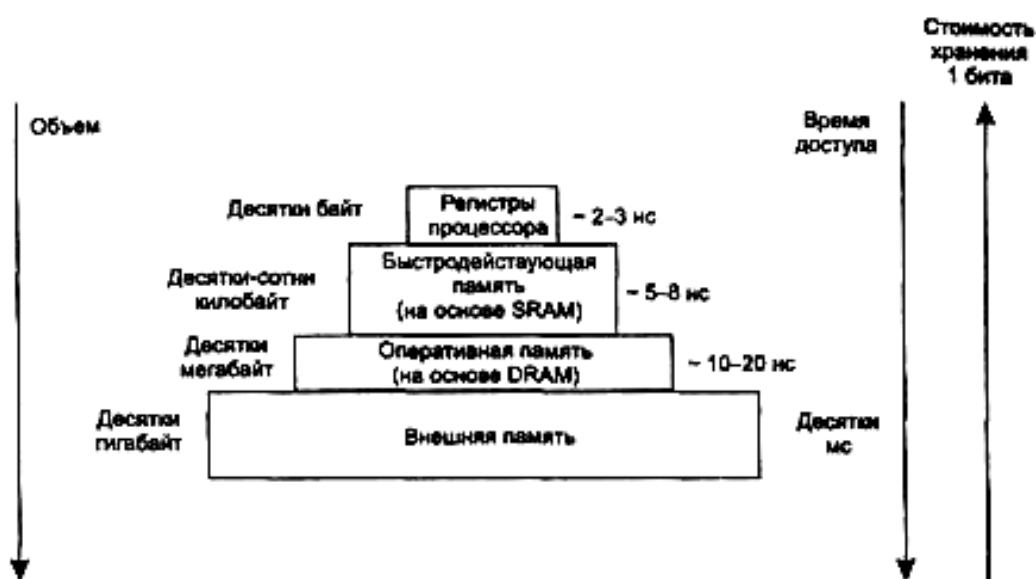 Стоимость
хранения
1 бита
Объем
Время
доступа
Десятки байт
Регистры
процессора
~ 2–3 нс
Десятки-сотни
килобайт
Быстродействующая
память
(на основе SRAM)
~ 5–8 нс
Десятки
мегабайт
Оперативная память
(на основе DRAM)
~ 10–20 нс
Десятки
гигабайт
Внешняя память
Десятки
мс